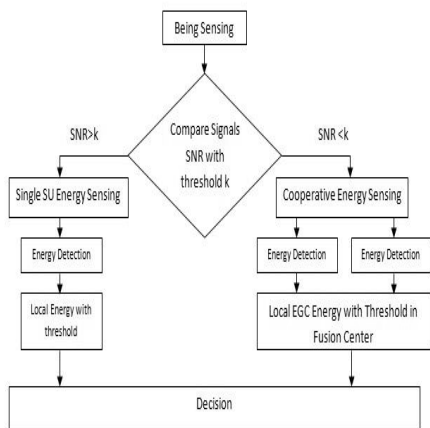 Being Sensing
Compare Signals
SNR with
threshold k
SNR>k
SNR <k
Single SU Energy Sensing
Cooperative Energy Sensing
Energy Detection
Energy Detection
Energy Detection
Local Energy with
threshold
Local EGC Energy with Threshold in
Fusion Center
Decision